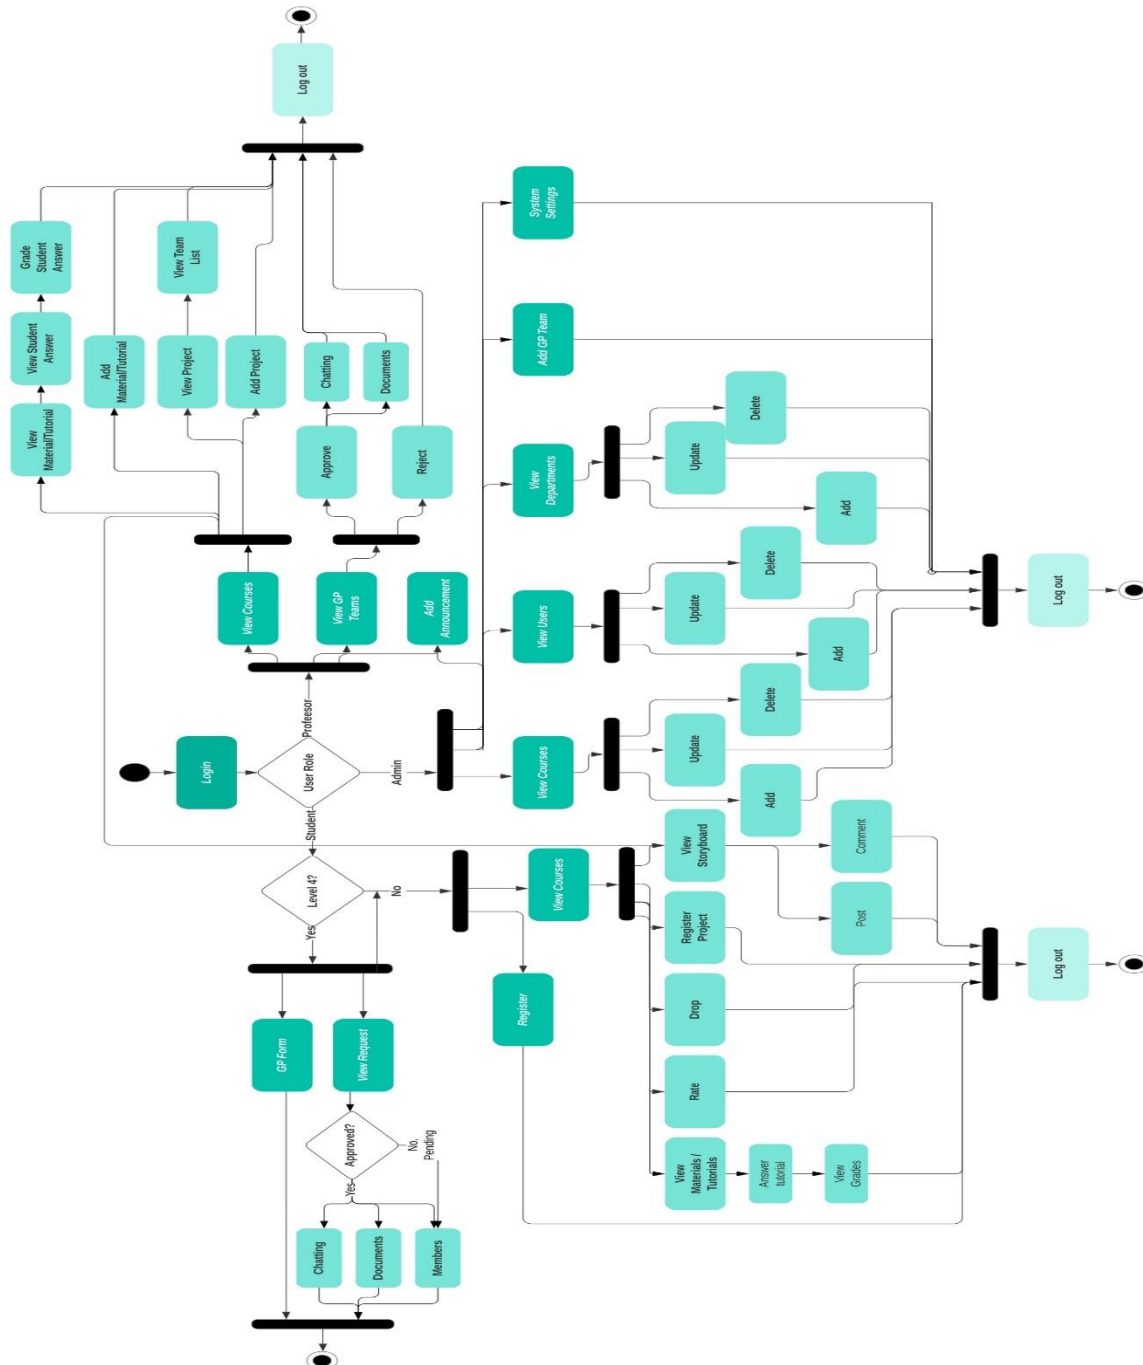 Login
User Role
Student
Admin
Profeesor
Level 4?
Yes
No
GP Form
View Request
Approved?
Yes
No,
Pending
Chatting
Documents
Members
Register
View Courses
View
Materials /
Tutorials
Answer
tutorial
View
Grades
Rate
Drop
Register
Project
View
Storyboard
Post
Comment
Log out
View Courses
Add
Update
Delete
View Users
Add
Update
Delete
View
Departments
Add
Update
Delete
Add GP Team
System
Settings
Log out
View Courses
View GP
Teams
Add
Announcement
View
Material/Tutorial
View Student
Answer
Grade
Student
Answer
Add
Material/Tutorial
View Project
View Team
List
Add Project
Approve
Chatting
Documents
Reject
Log out